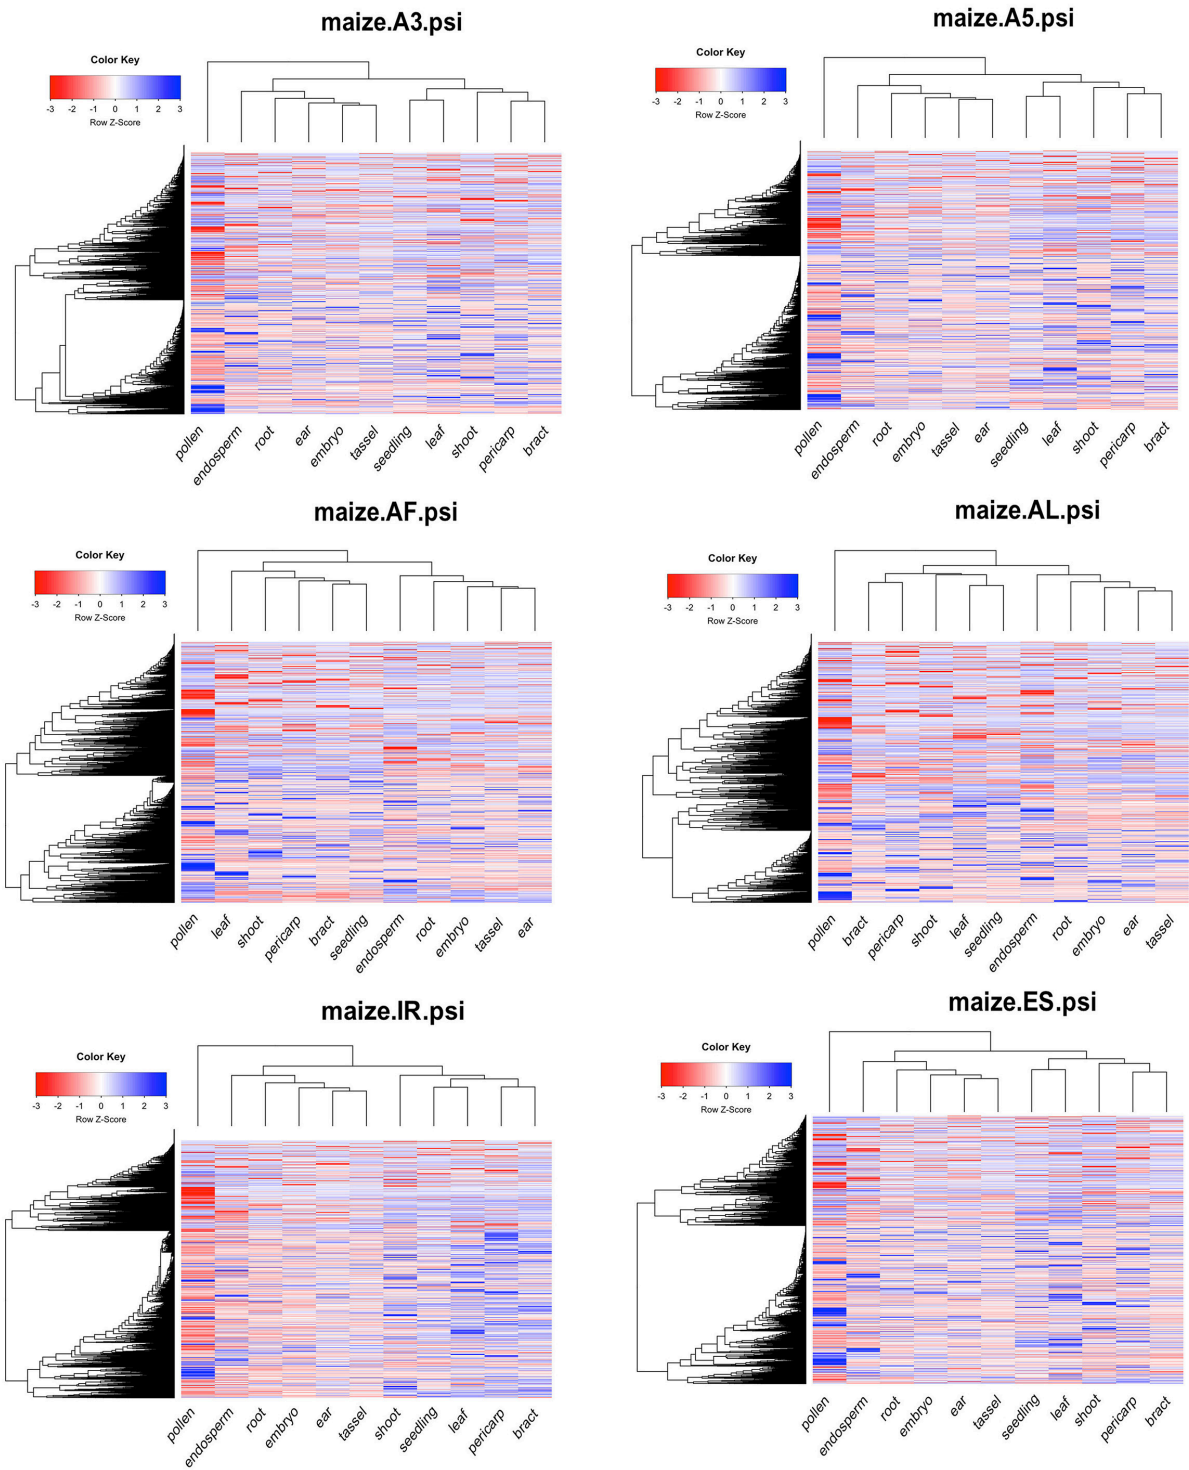 maize.A3.psi
Color Key
-3 -2 -1 0 1 2 3
Row Z-Score
pollen endosperm root ear embryo tassel seedling leaf shoot pericarp bract
maize.A5.psi
Color Key
-3 -2 -1 0 1 2 3
Row Z-Score
pollen endosperm root embryo tassel ear seedling leaf shoot pericarp bract
maize.AF.psi
Color Key
-3 -2 -1 0 1 2 3
Row Z-Score
pollen leaf shoot pericarp bract seedling endosperm root embryo tassel ear
maize.AL.psi
Color Key
-3 -2 -1 0 1 2 3
Row Z-Score
pollen bract pericarp shoot leaf seedling endosperm root embryo ear tassel
maize.IR.psi
Color Key
-3 -2 -1 0 1 2 3
Row Z-Score
pollen endosperm root embryo ear tassel shoot seedling leaf pericarp bract
maize.ES.psi
Color Key
-3 -2 -1 0 1 2 3
Row Z-Score
pollen endosperm root embryo ear tassel seedling leaf shoot pericarp bract